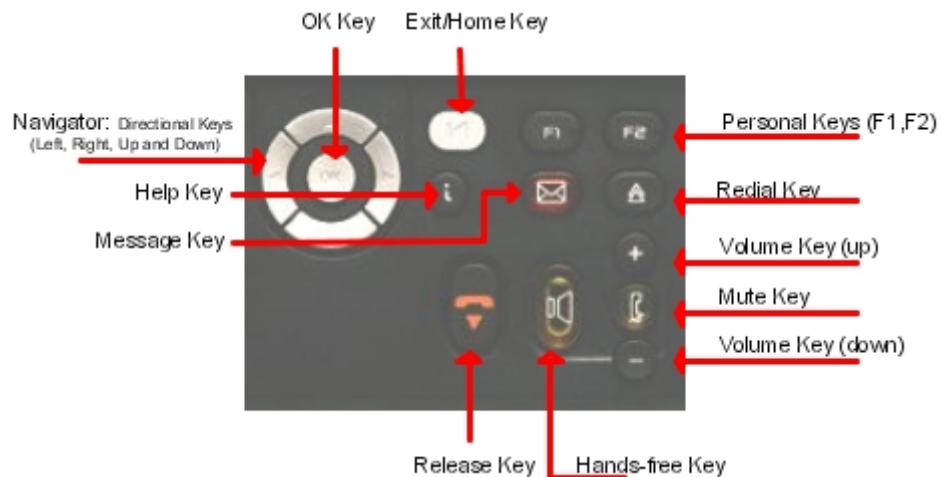 OK Key
Exit/Home Key
Navigator: Directional Keys
(Left, Right, Up and Down)
Personal Keys (F1,F2)
F1
F2
OK
Help Key
i
Redial Key
Message Key
+
Volume Key (up)
Mute Key
Volume Key (down)
-
Release Key
Hands-free Key